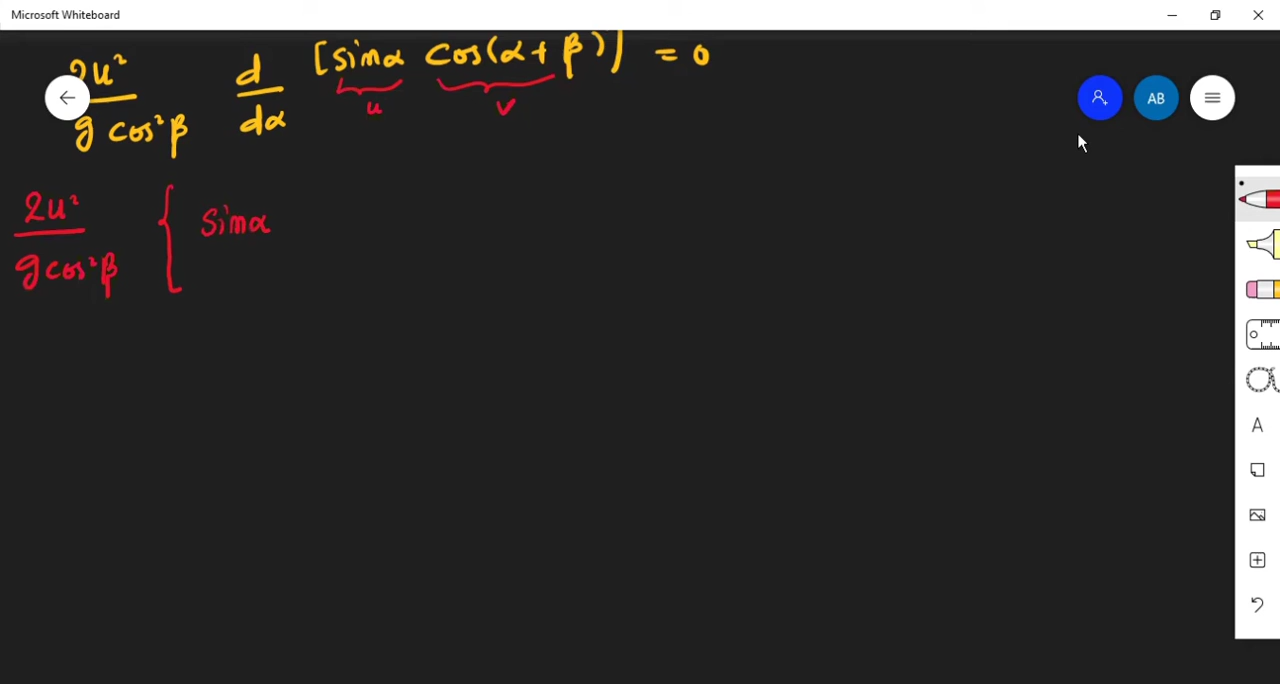 Microsoft Whiteboard
2u² / g cos²β d/dα [sinα cos(α + β)] = 0
u v
AB
2u² / g cos²β { sinα
A